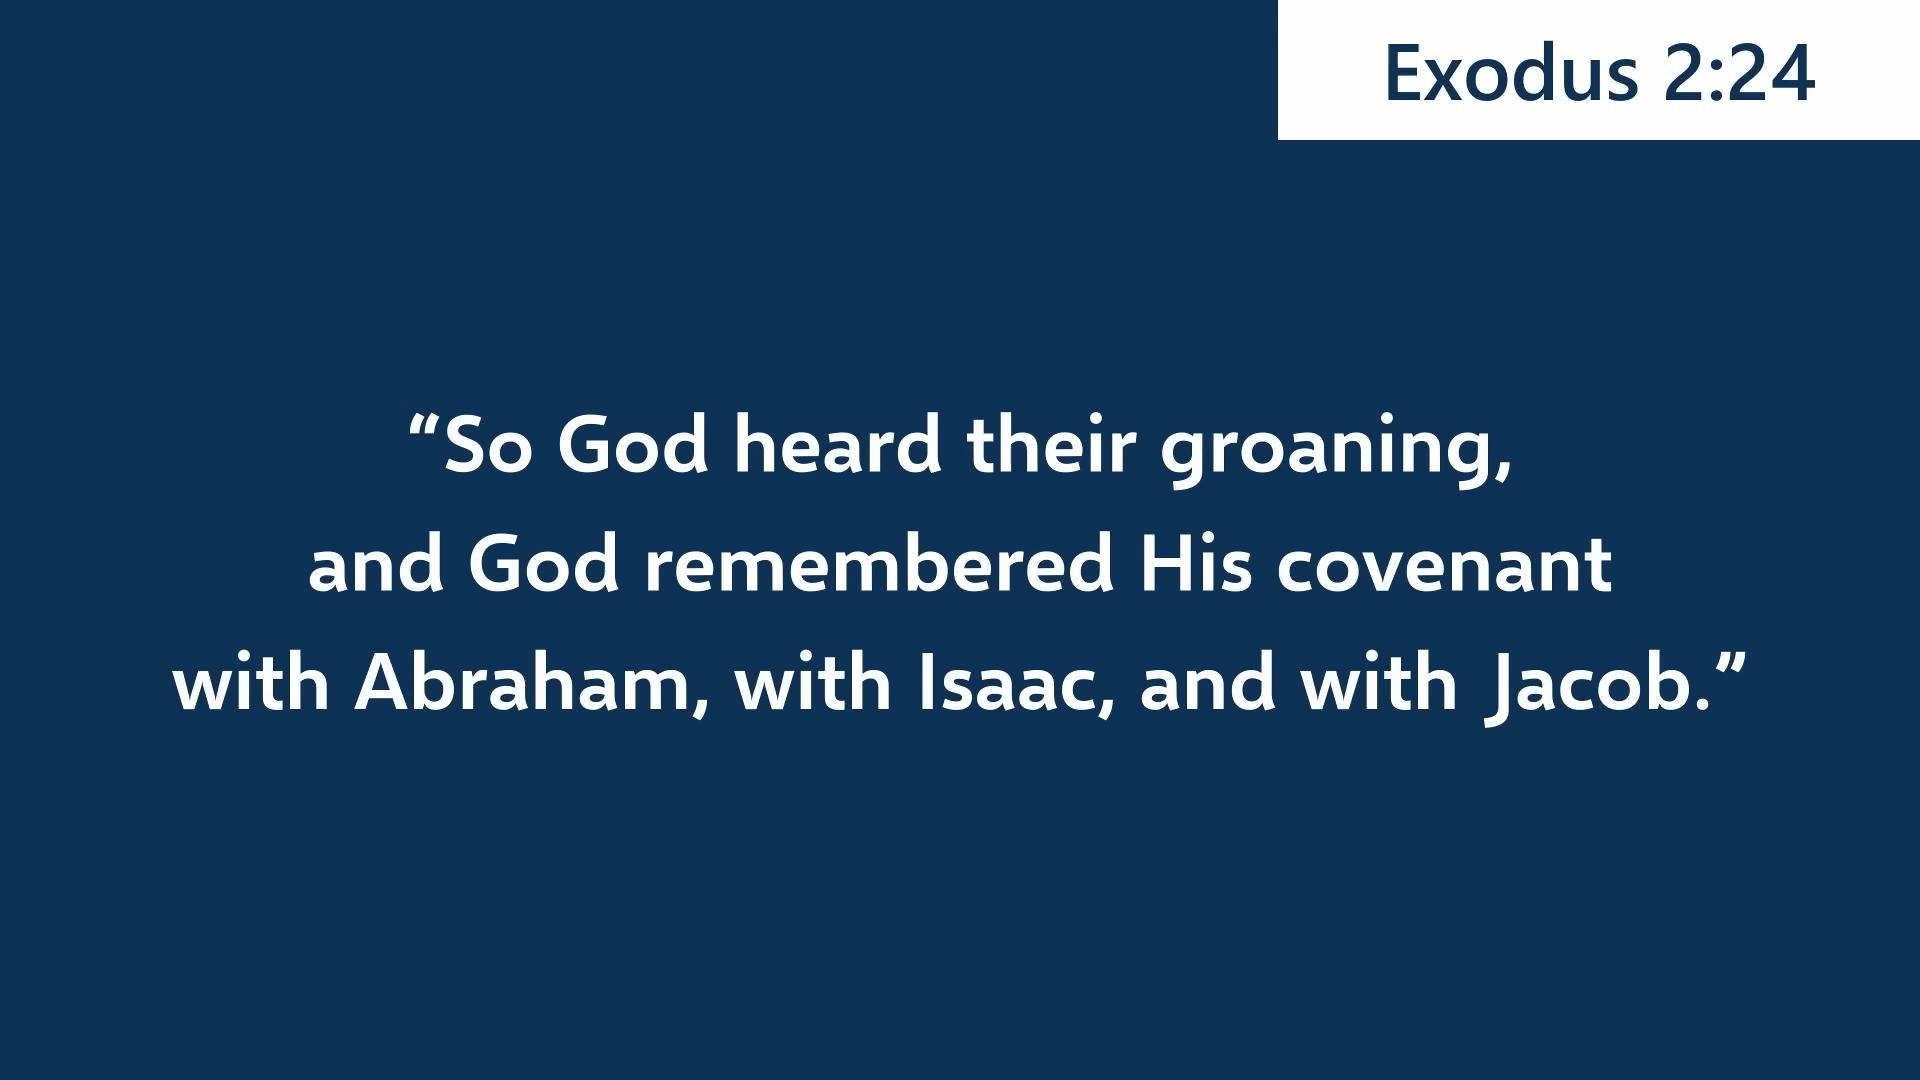 Exodus 2:24
“So God heard their groaning,
and God remembered His covenant
with Abraham, with Isaac, and with Jacob.”